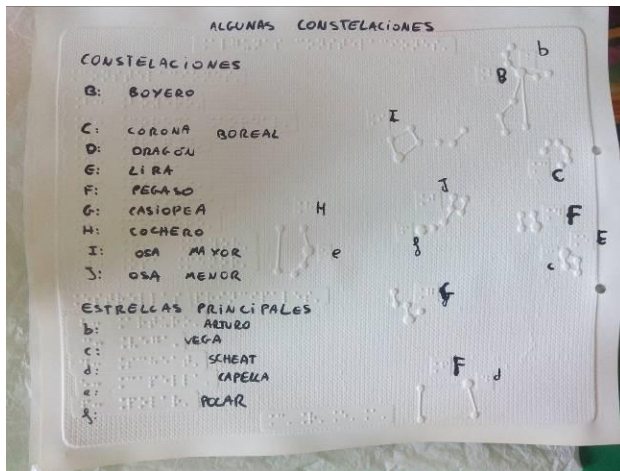 ALGUNAS CONSTELACIONES
CONSTELACIONES
B: BOYERO
C: CORONA BOREAL
D: DRAGÓN
E: LIRA
F: PEGASO
G: CASIOPEA
H: COCHERO
I: OSA MAYOR
J: OSA MENOR
ESTRELLAS PRINCIPALES
b: ARTURO
c: VEGA
d: SCHEAT
e: CAPELLA
f: POLAR
b
B
I
C
J
H
F
f
E
e
c
G
F
d